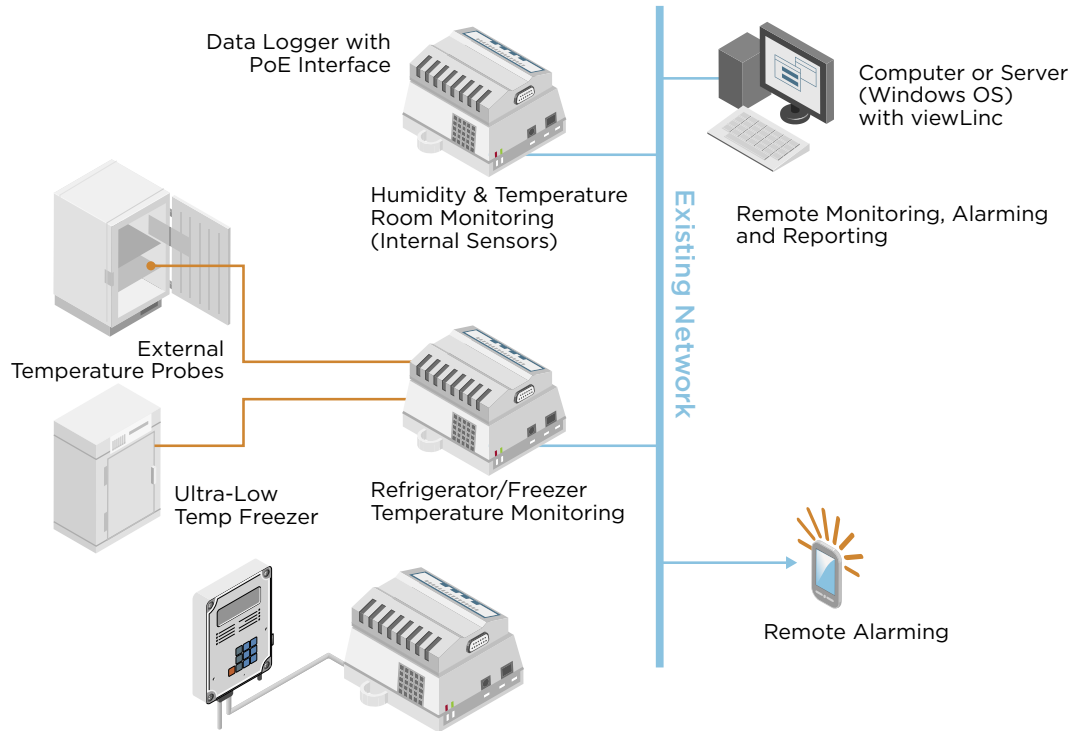 Data Logger with
PoE Interface
Computer or Server
(Windows OS)
with viewLinc
Humidity & Temperature
Room Monitoring
(Internal Sensors)
Existing Network
Remote Monitoring, Alarming
and Reporting
External
Temperature Probes
Ultra-Low
Temp Freezer
Refrigerator/Freezer
Temperature Monitoring
Remote Alarming